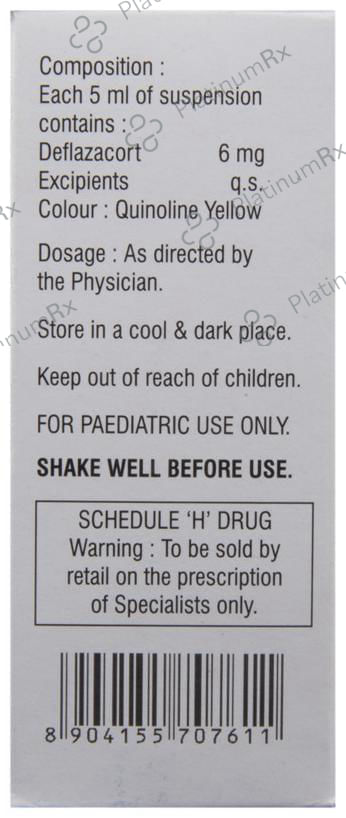 Composition :
Each 5 ml of suspension
contains :
Deflazacort 6 mg
Excipients q.s.
Colour : Quinoline Yellow
Dosage : As directed by
the Physician.
Store in a cool & dark place.
Keep out of reach of children.
FOR PAEDIATRIC USE ONLY.
SHAKE WELL BEFORE USE.
SCHEDULE ‘H’ DRUG
Warning : To be sold by
retail on the prescription
of Specialists only.
8 904155 707611
PlatinumRx
PlatinumRx